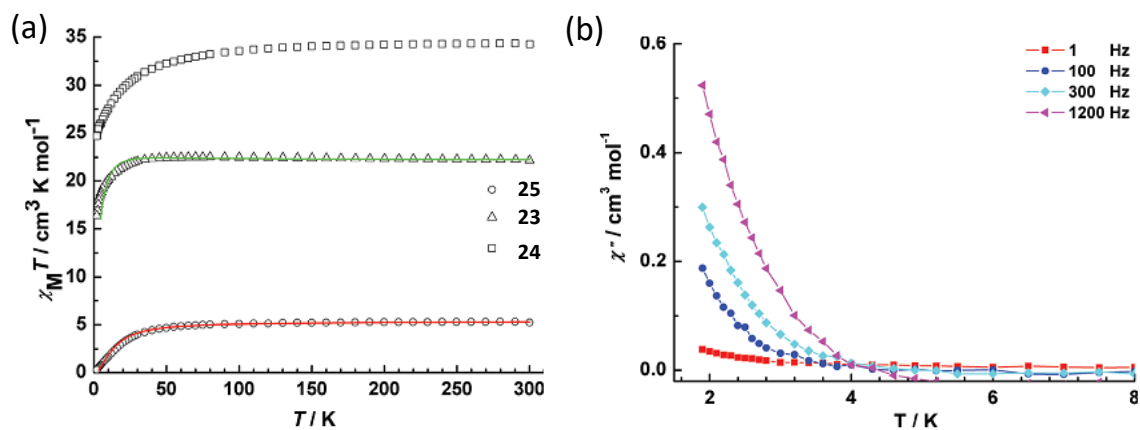 (a)
35
30
25
20
15
10
5
0
χ_M T / cm³ K mol⁻¹
25
23
24
0 50 100 150 200 250 300
T / K
(b)
0.6
0.4
0.2
0.0
χ" / cm³ mol⁻¹
1 Hz
100 Hz
300 Hz
1200 Hz
2 4 6 8
T / K